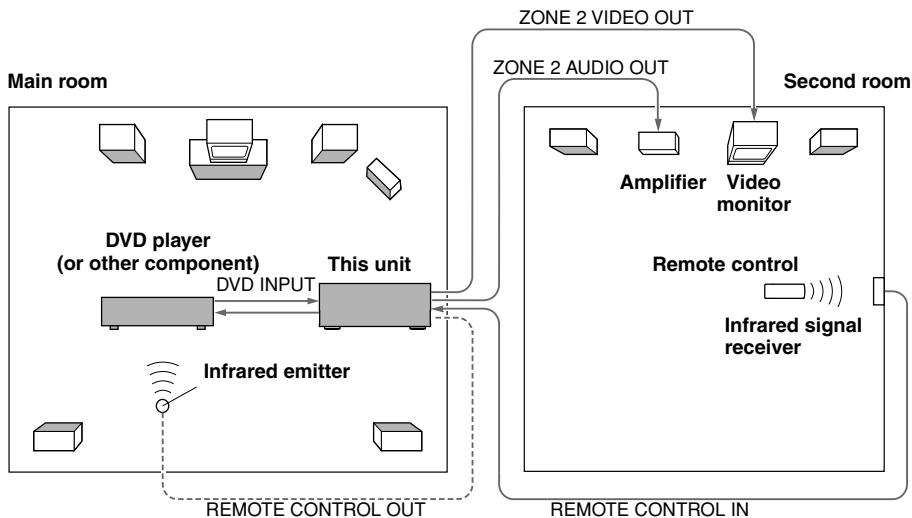 ZONE 2 VIDEO OUT
ZONE 2 AUDIO OUT
Main room
Second room
Amplifier
Video
monitor
DVD player
(or other component)
This unit
DVD INPUT
Remote control
Infrared signal
receiver
Infrared emitter
REMOTE CONTROL OUT
REMOTE CONTROL IN